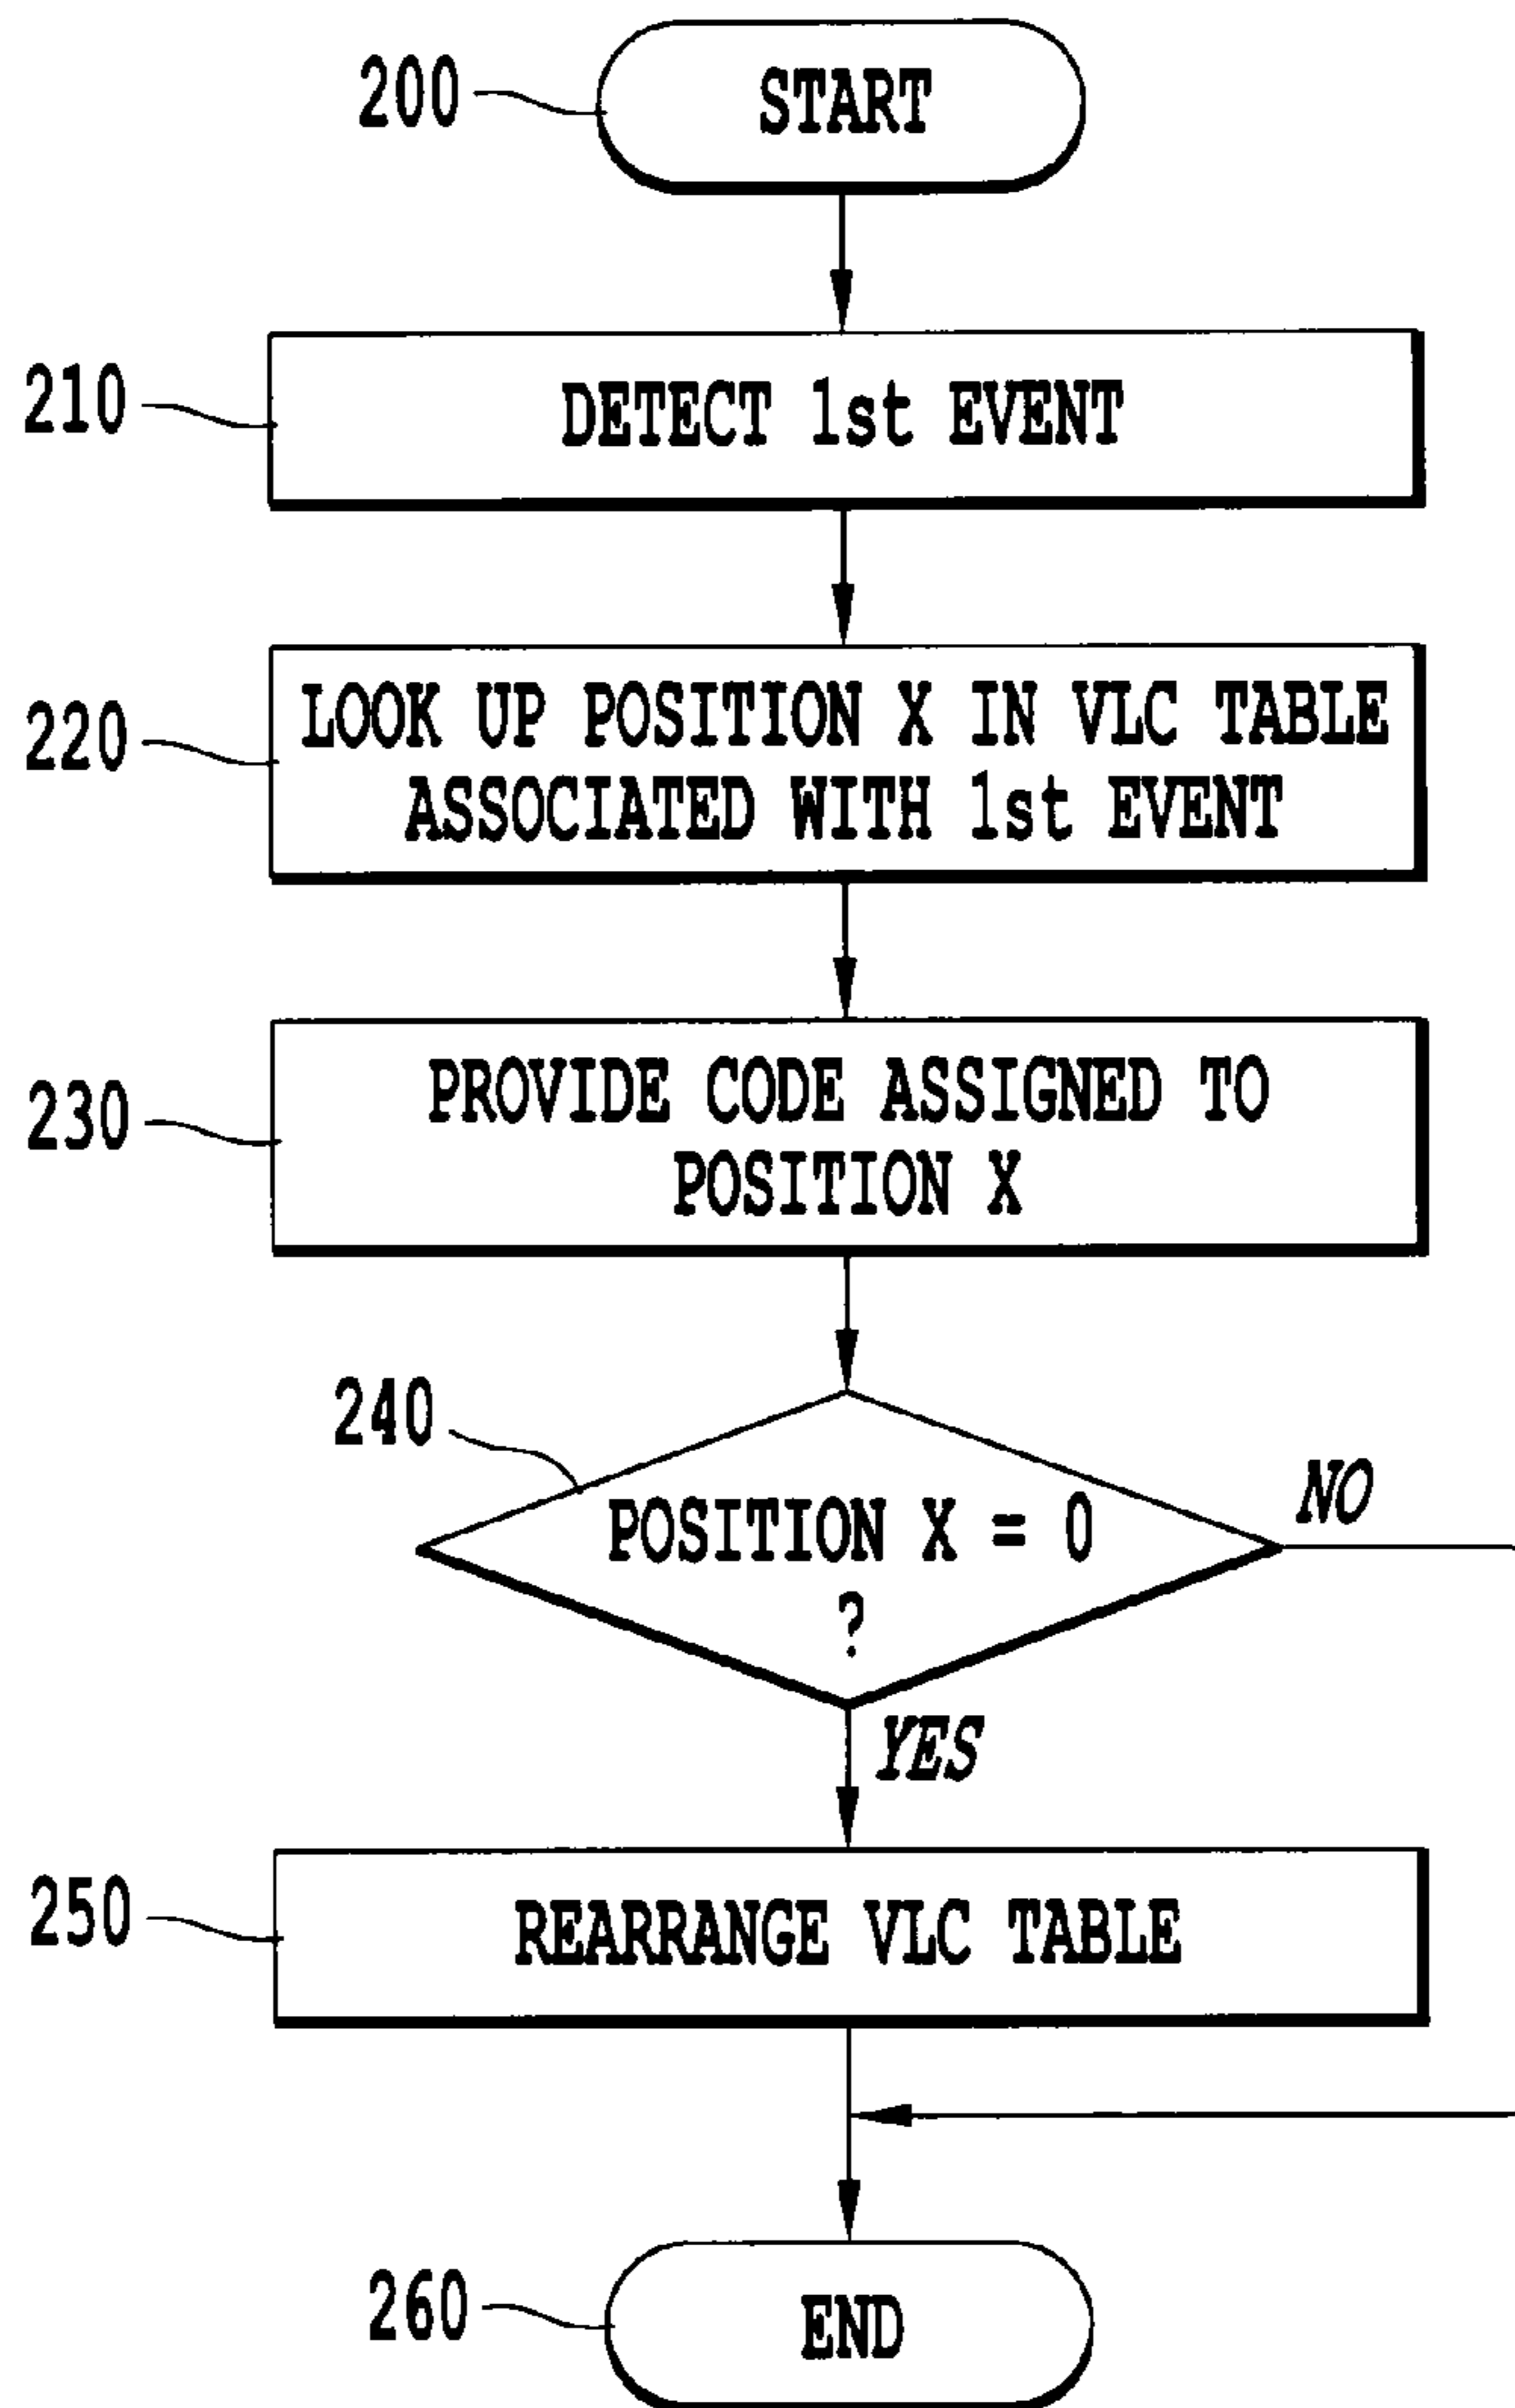 200
START
210
DETECT 1st EVENT
220
LOOK UP POSITION X IN VLC TABLE
ASSOCIATED WITH 1st EVENT
230
PROVIDE CODE ASSIGNED TO
POSITION X
240
POSITION X = 0
?
NO
YES
250
REARRANGE VLC TABLE
260
END